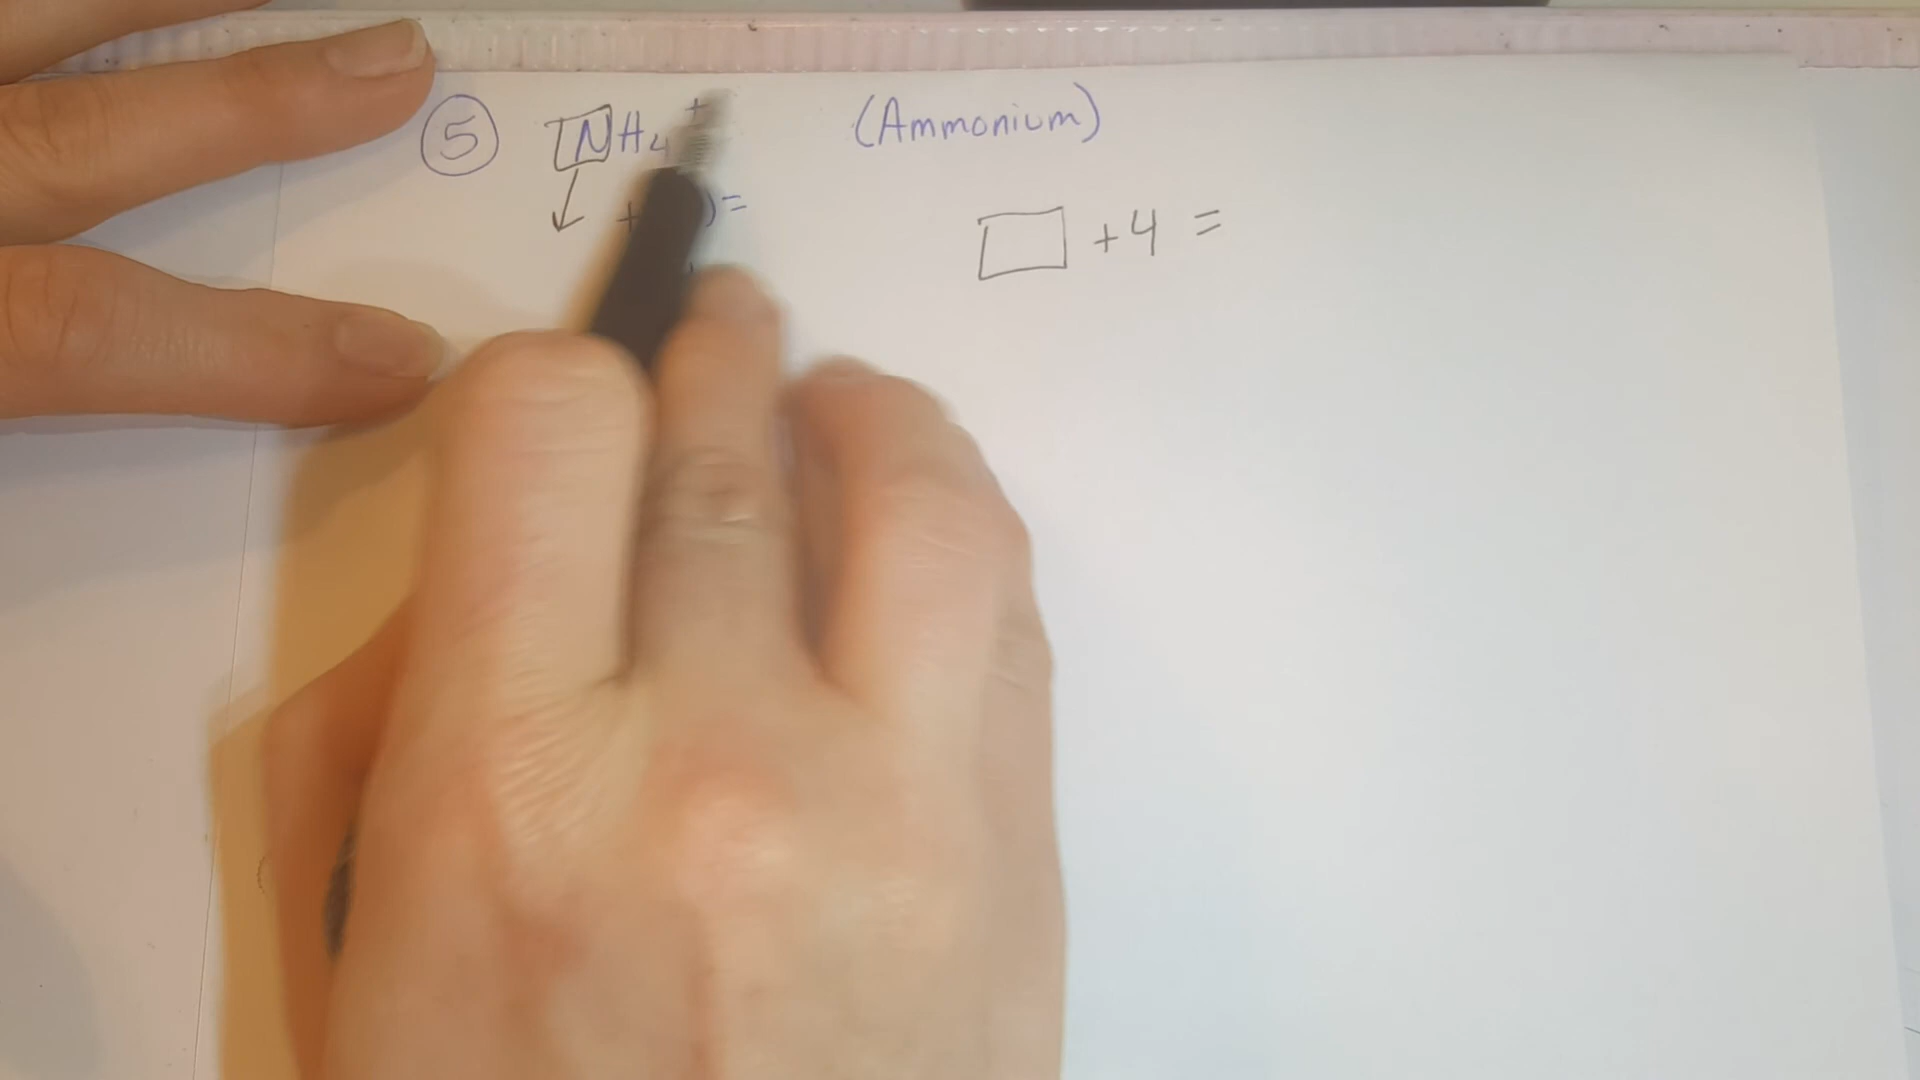 5 NH4+ (Ammonium)
+ )=
□ +4 =